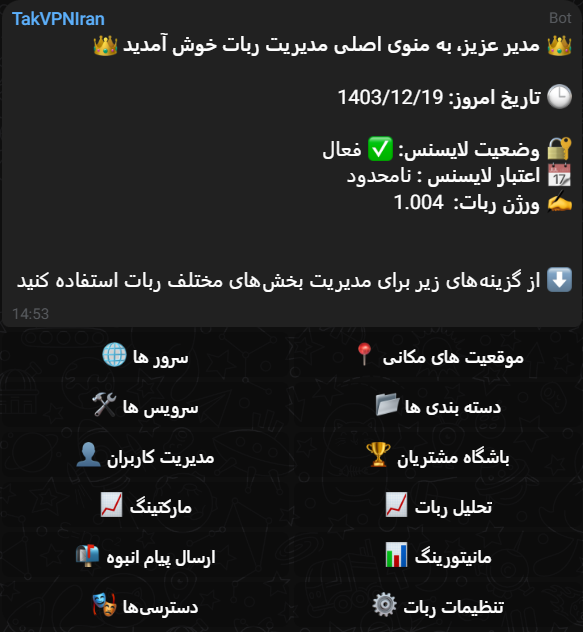 TakVPNIran
Bot
👑 مدیر عزیز، به منوی اصلی مدیریت ربات خوش آمدید 👑
🕒 تاریخ امروز: 1403/12/19
🔐 وضعیت لایسنس: ✅ فعال
📆 اعتبار لایسنس : نامحدود
✍️ ورژن ربات: 1.004
⬇️ از گزینه‌های زیر برای مدیریت بخش‌های مختلف ربات استفاده کنید
14:53
موقعیت های مکانی 📍
سرور ها 🌐
دسته بندی ها 📂
سرویس ها 🛠
باشگاه مشتریان 🏆
مدیریت کاربران 👤
تحلیل ربات 📈
مارکتینگ 📈
مانیتورینگ 📊
ارسال پیام انبوه 📬
تنظیمات ربات ⚙️
دسترسی‌ها 🎭